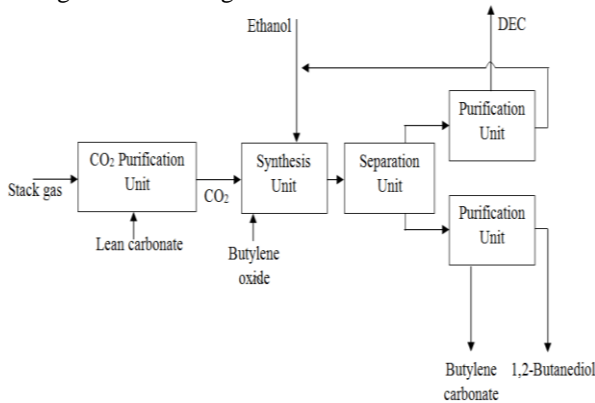 Ethanol
DEC
Purification
Unit
CO₂ Purification
Unit
Synthesis
Unit
Separation
Unit
Stack gas
CO₂
Lean carbonate
Butylene
oxide
Purification
Unit
Butylene
carbonate
1,2-Butanediol